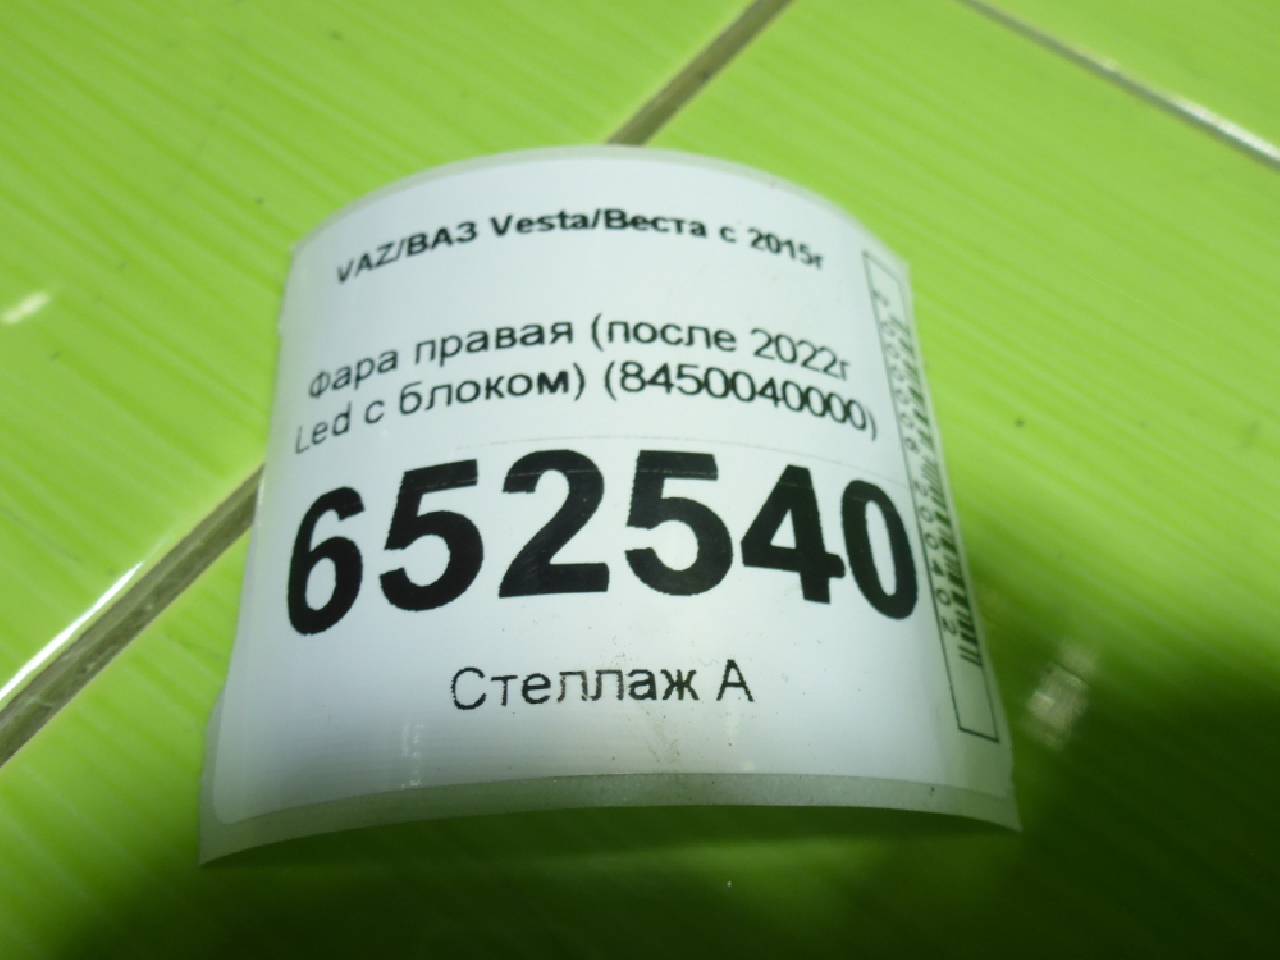 VAZ/ВАЗ Vesta/Веста с 2015г
Фара правая (после 2022г
Led с блоком) (8450040000)
652540
Стеллаж А